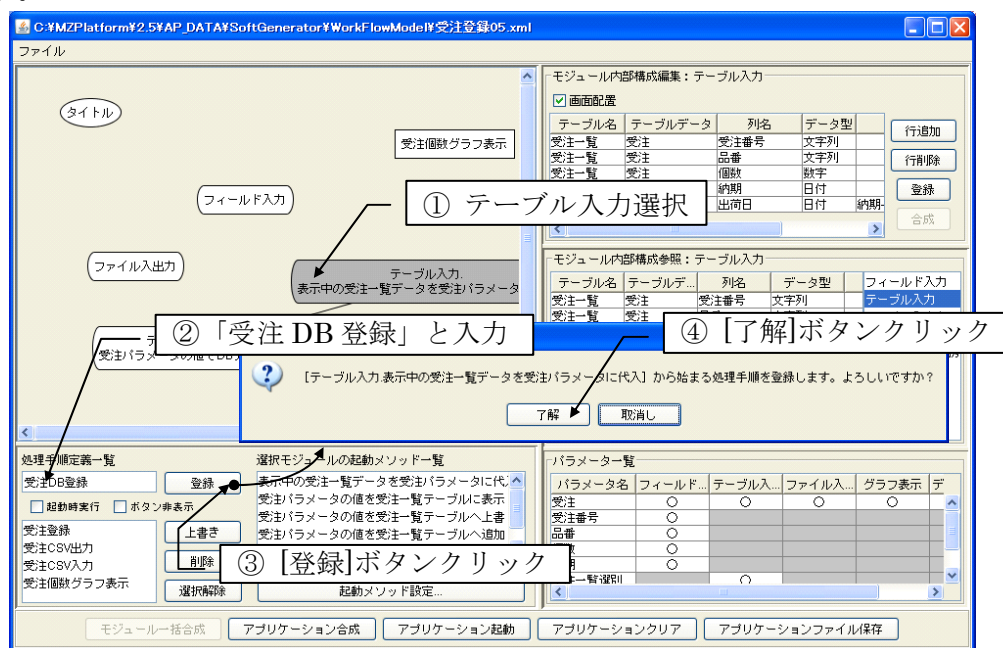 C:¥MZPlatform¥2.5¥AP_DATA¥SoftGenerator¥WorkFlowModel¥受注登録05.xml
ファイル
タイトル
受注個数グラフ表示
フィールド入力
ファイル入出力
テーブル入力.
表示中の受注一覧データを受注パラメータ
受注パラメータの値でDB
① テーブル入力選択
②「受注 DB 登録」と入力
③ [登録]ボタンクリック
④ [了解]ボタンクリック
モジュール内部構成編集：テーブル入力
画面配置
テーブル名 テーブルデータ 列名 データ型
受注一覧 受注 受注番号 文字列
受注一覧 受注 品番 文字列
受注一覧 受注 個数 数字
納期 日付
出荷日 日付 納期-
行追加
行削除
登録
合成
モジュール内部構成参照：テーブル入力
テーブル名 テーブルデ... 列名 データ型
受注一覧 受注 受注番号 文字列
受注一覧 受注
フィールド入力
テーブル入力
[テーブル入力.表示中の受注一覧データを受注パラメータに代入] から始まる処理手順を登録します。よろしいですか？
了解 取消し
処理手順定義一覧
受注DB登録
登録
起動時実行 ボタン非表示
受注登録
受注CSV出力
受注CSV入力
受注個数グラフ表示
上書き
削除
選択解除
選択モジュールの起動メソッド一覧
表示中の受注一覧データを受注パラメータに代
受注パラメータの値を受注一覧テーブルに表示
受注パラメータの値を受注一覧テーブルへ上書
受注パラメータの値を受注一覧テーブルへ追加
起動メソッド設定...
パラメーター覧
パラメータ名 フィールド... テーブル入... ファイル入... グラフ表示 デ
受注 ○ ○ ○ ○
受注番号 ○
品番 ○
○
○
一覧選別 ○
モジュール一括合成 アプリケーション合成 アプリケーション起動 アプリケーションクリア アプリケーションファイル保存